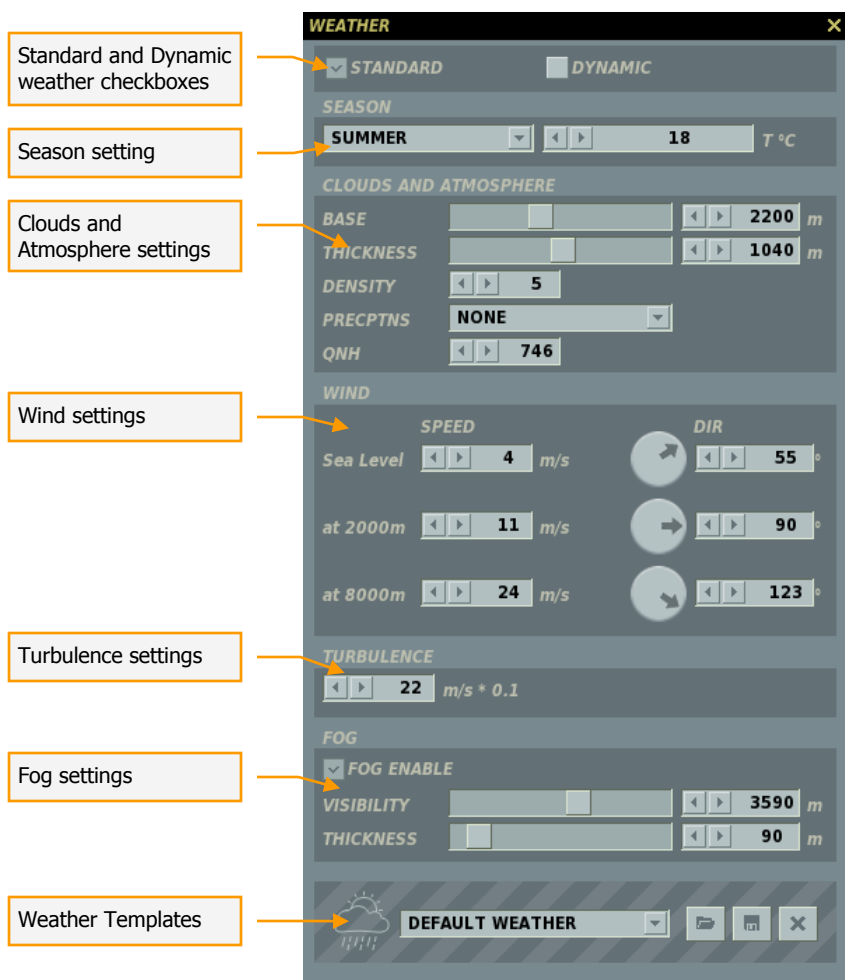 WEATHER
Standard and Dynamic
weather checkboxes
STANDARD DYNAMIC
SEASON
Season setting
SUMMER 18 T °C
CLOUDS AND ATMOSPHERE
Clouds and
Atmosphere settings
BASE 2200 m
THICKNESS 1040 m
DENSITY 5
PRECPTNS NONE
QNH 746
WIND
Wind settings
SPEED DIR
Sea Level 4 m/s 55 °
at 2000m 11 m/s 90 °
at 8000m 24 m/s 123 °
Turbulence settings
TURBULENCE
22 m/s * 0.1
FOG
Fog settings
FOG ENABLE
VISIBILITY 3590 m
THICKNESS 90 m
Weather Templates
DEFAULT WEATHER